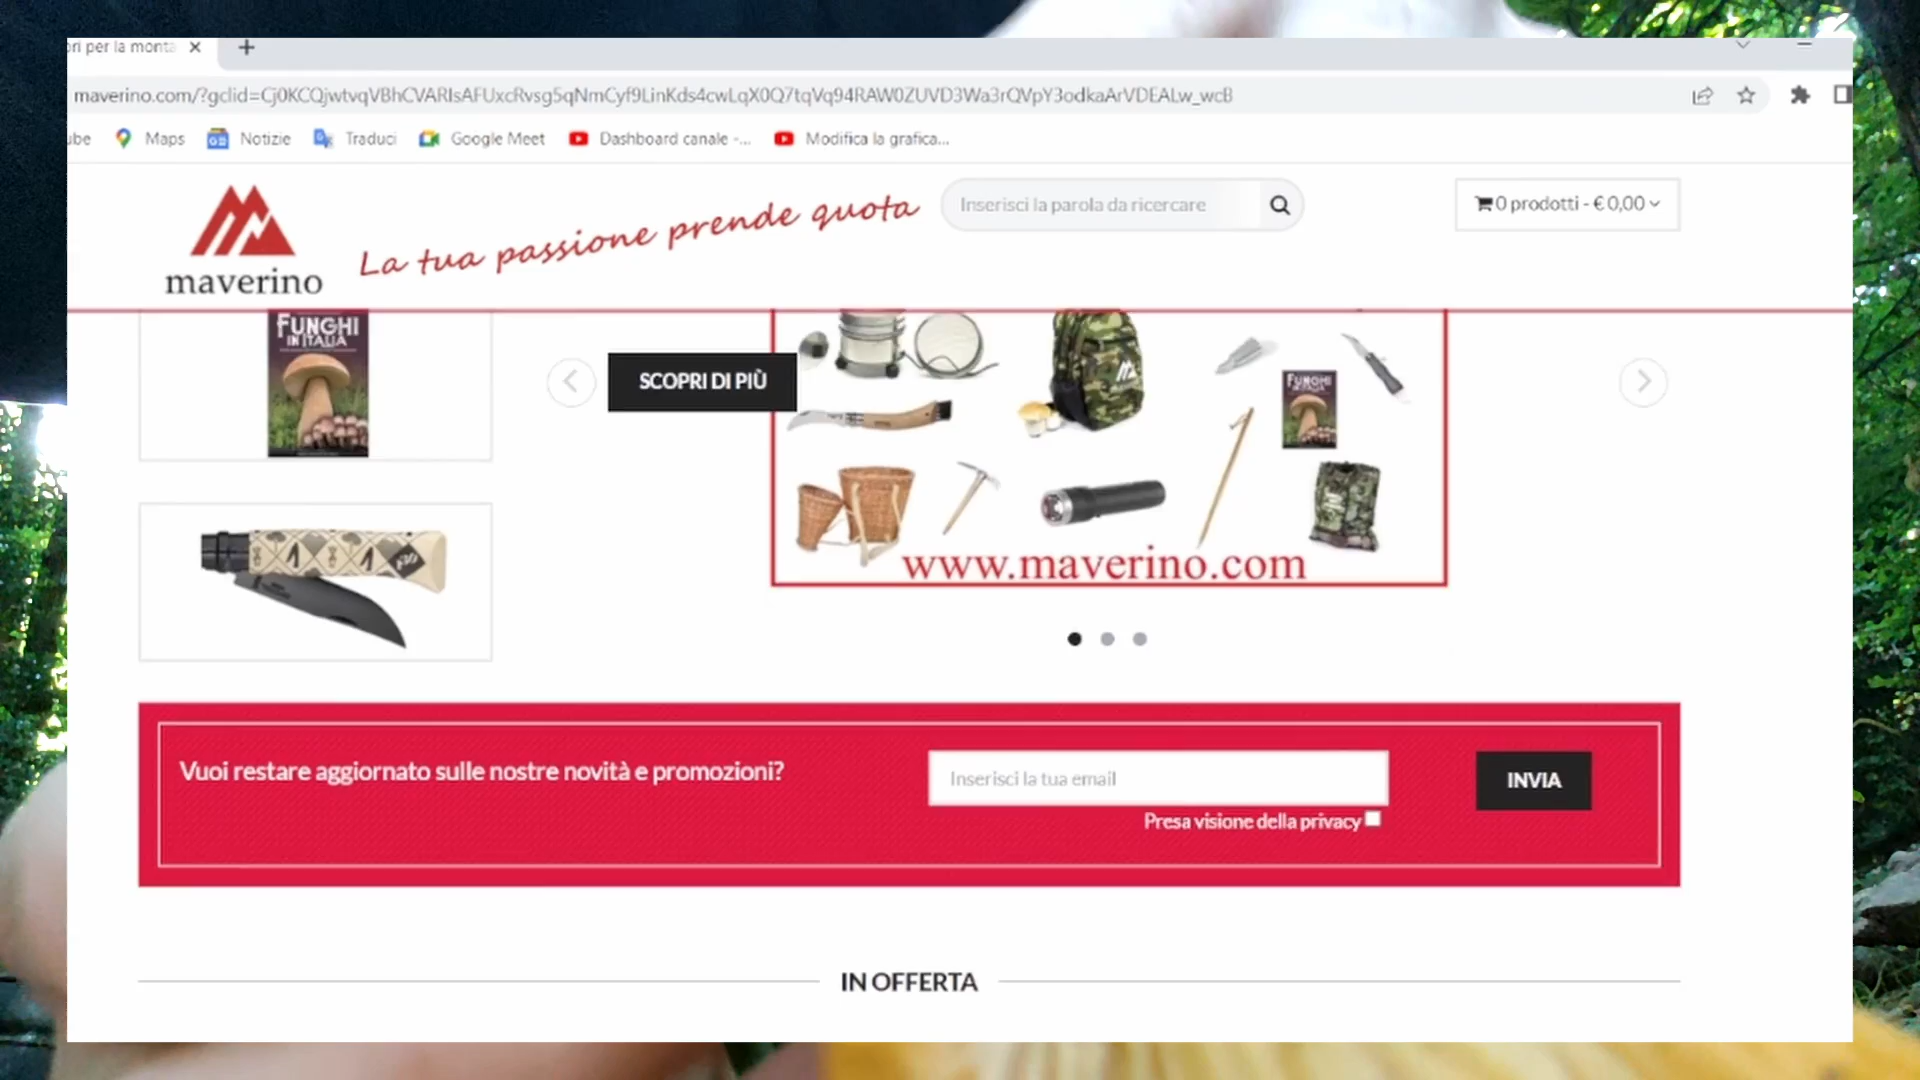 ori per la monta
maverino.com/?gclid=Cj0KCQjwtvqVBhCVARIsAFUxcRvsg5qNmCyf9LinKds4cwLqX0Q7tqVq94RAW0ZUVD3Wa3rQVpY3odkaArVDEALw_wcB
ube Maps Notizie Traduci Google Meet Dashboard canale -... Modifica la grafica...
maverino
La tua passione prende quota
Inserisci la parola da ricercare
0 prodotti - € 0,00
FUNGHI
IN ITALIA
SCOPRI DI PIÙ
FUNGHI
www.maverino.com
Vuoi restare aggiornato sulle nostre novità e promozioni?
Inserisci la tua email
INVIA
Presa visione della privacy
IN OFFERTA